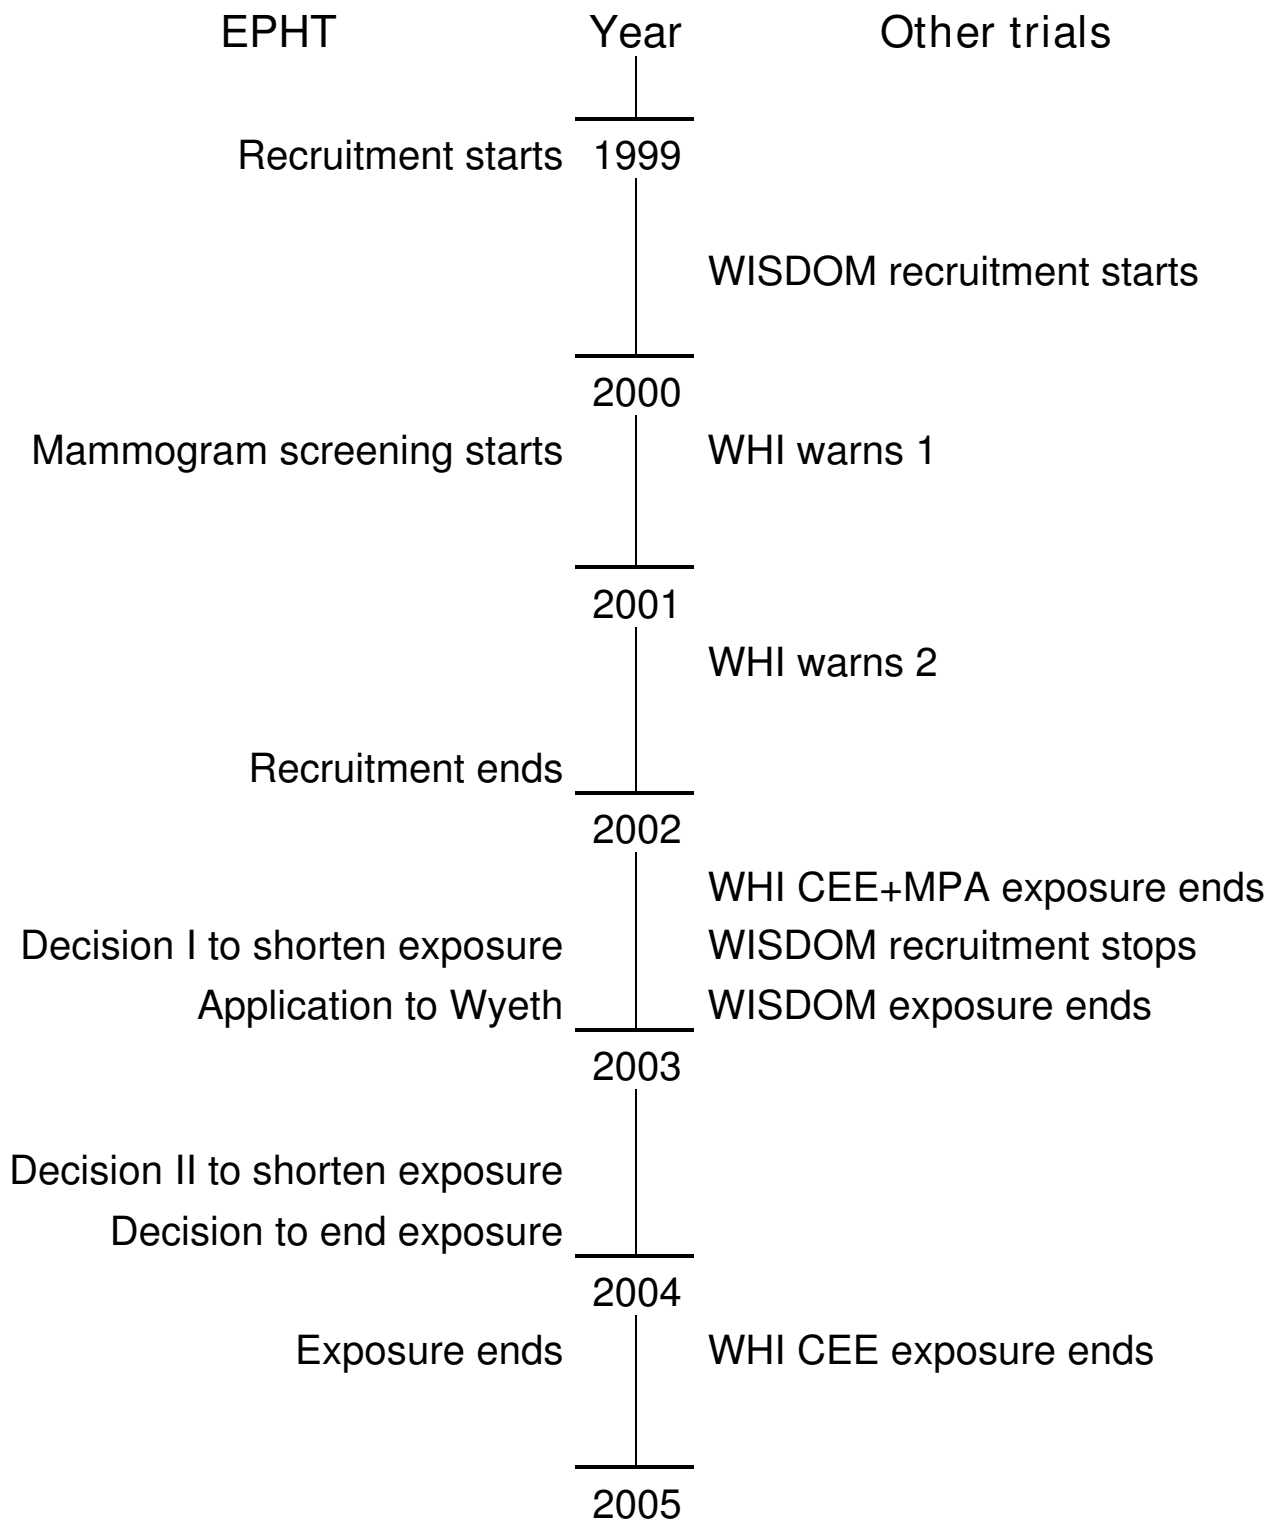 EPHT Year Other trials
Recruitment starts 1999
WISDOM recruitment starts
2000
Mammogram screening starts WHI warns 1
2001
WHI warns 2
Recruitment ends
2002
WHI CEE+MPA exposure ends
Decision I to shorten exposure WISDOM recruitment stops
Application to Wyeth WISDOM exposure ends
2003
Decision II to shorten exposure
Decision to end exposure
2004
Exposure ends WHI CEE exposure ends
2005